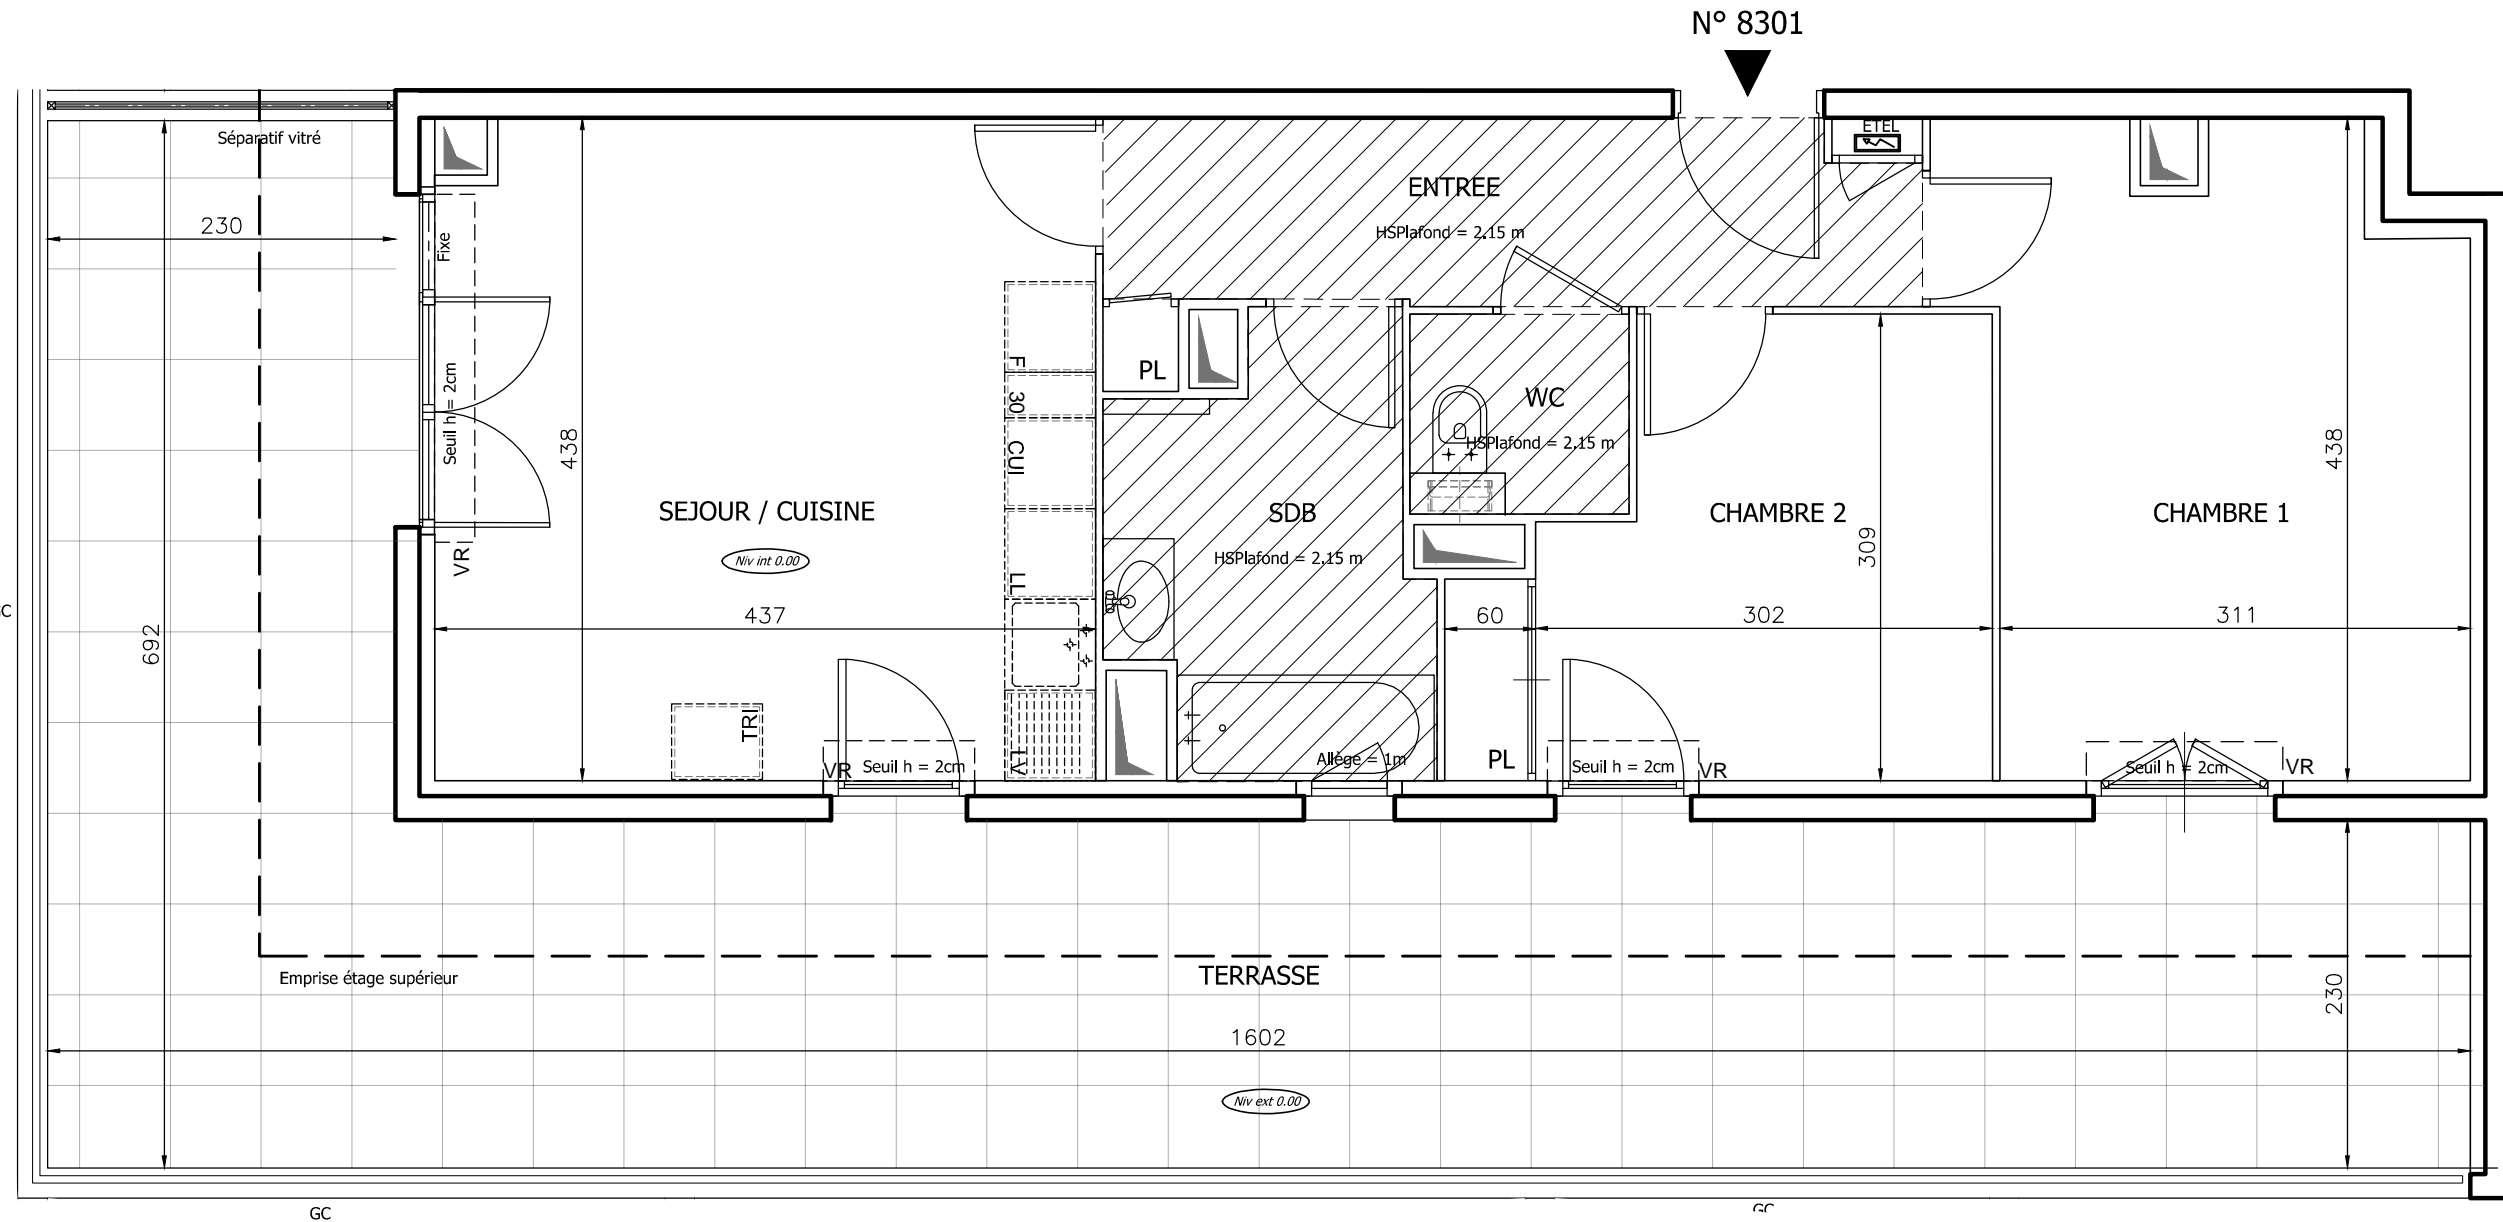 N° 8301
Séparatif vitré
ETEL
ENTREE
HSPlafond = 2.15 m
230
Fixe
Seuil h = 2cm
VR
438
SEJOUR / CUISINE
Niv int 0.00
437
F
30
CUI
LL
LV
TRI
VR
Seuil h = 2cm
PL
SDB
HSPlafond = 2.15 m
Allège = 1m
WC
HSPlafond = 2.15 m
60
PL
CHAMBRE 2
309
302
Seuil h = 2cm
VR
CHAMBRE 1
438
311
Seuil h = 2cm
VR
GC
692
Emprise étage supérieur
TERRASSE
230
1602
Niv ext 0.00
GC
GC